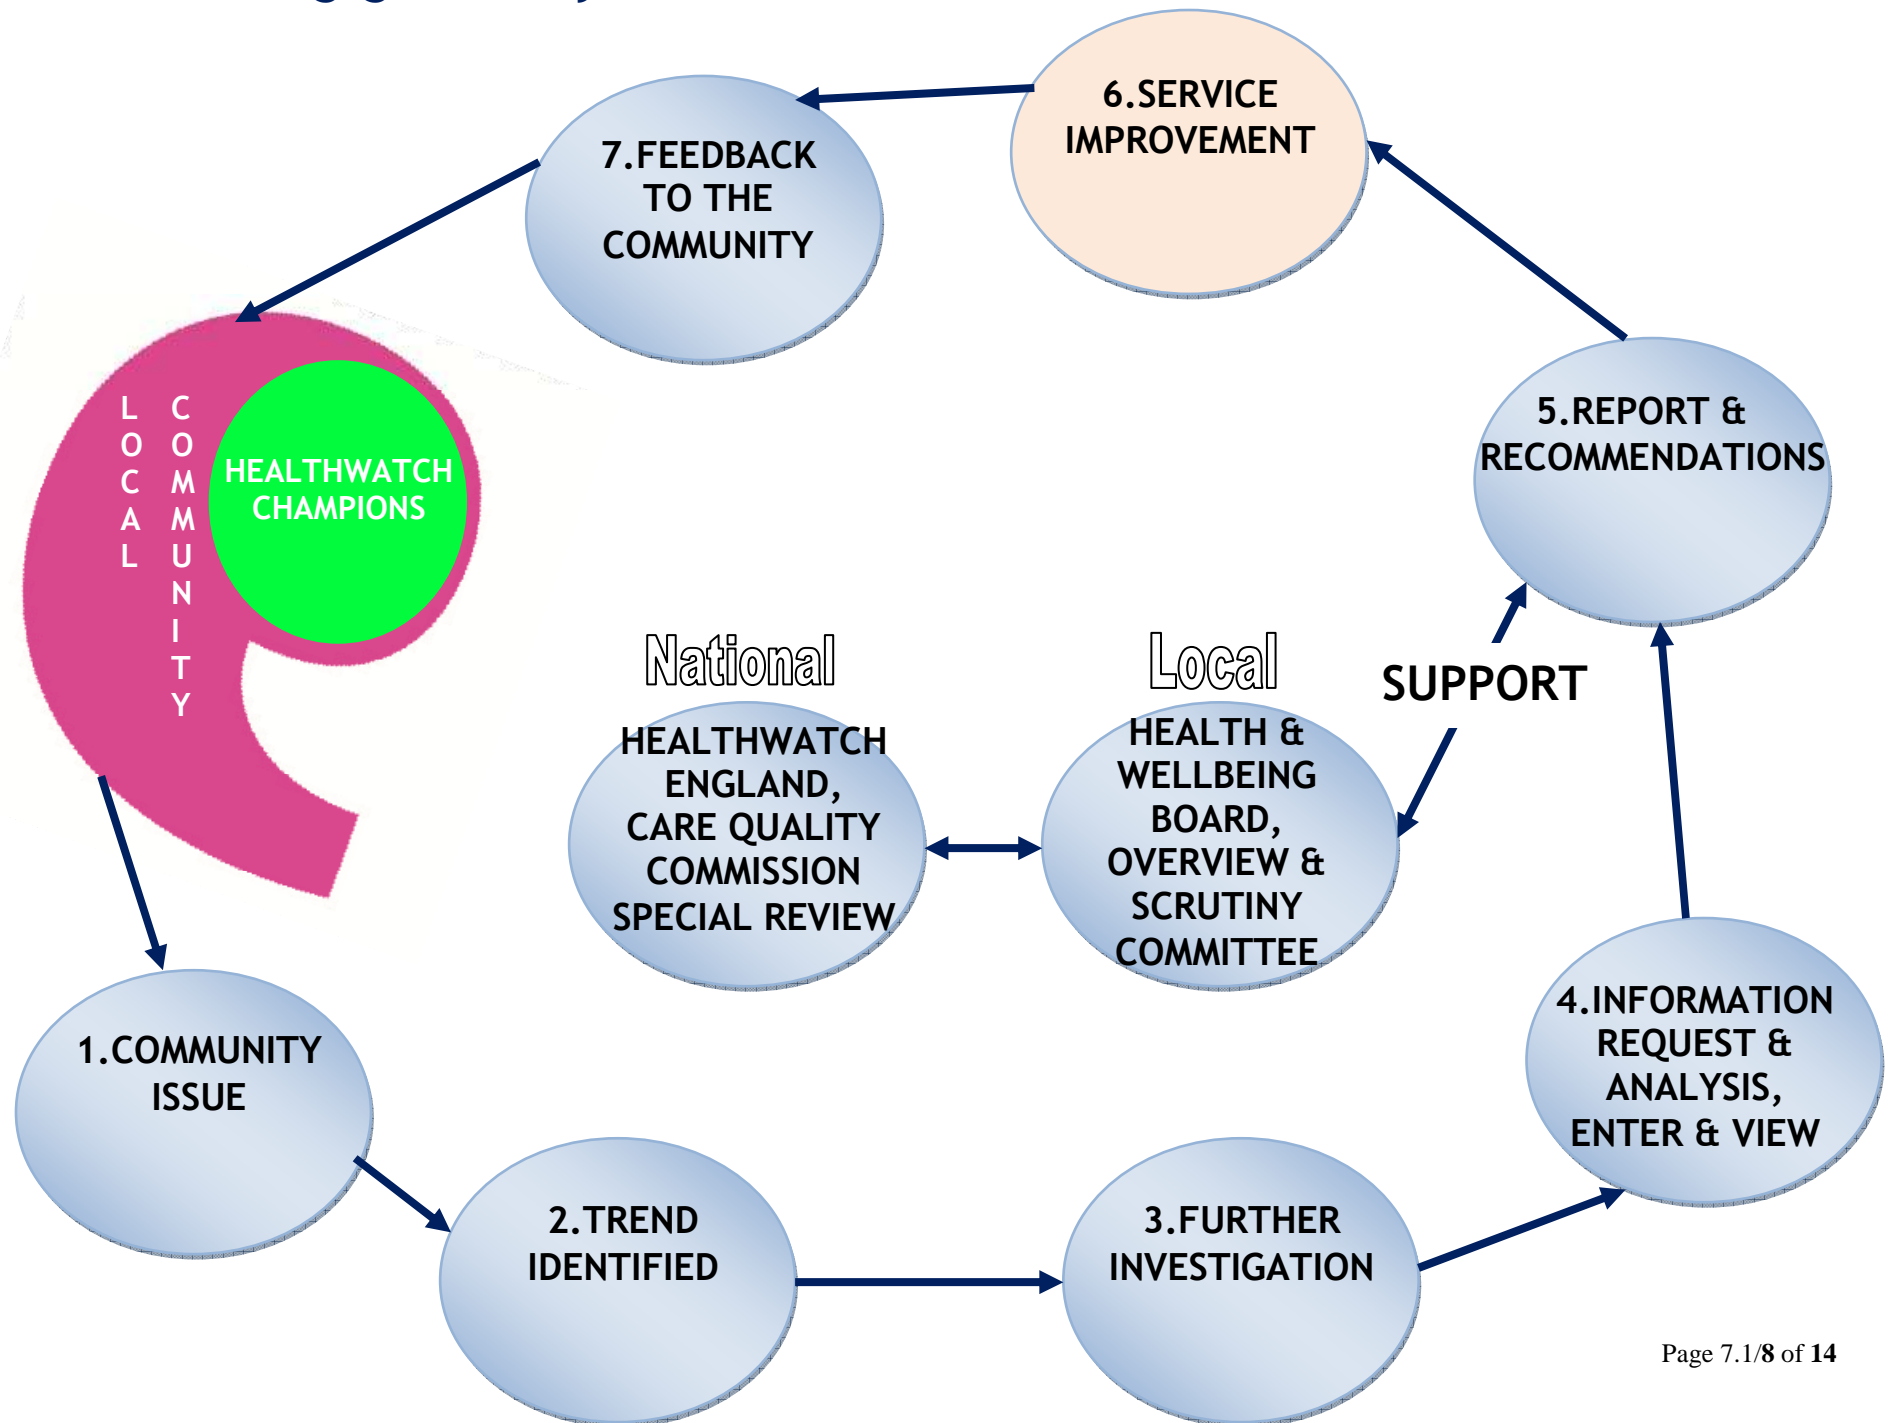 6.SERVICE
IMPROVEMENT
7.FEEDBACK
TO THE
COMMUNITY
LOCAL
COMMUNITY
HEALTHWATCH
CHAMPIONS
5.REPORT &
RECOMMENDATIONS
National
Local
SUPPORT
HEALTHWATCH
ENGLAND,
CARE QUALITY
COMMISSION
SPECIAL REVIEW
HEALTH &
WELLBEING
BOARD,
OVERVIEW &
SCRUTINY
COMMITTEE
4.INFORMATION
REQUEST &
ANALYSIS,
ENTER & VIEW
1.COMMUNITY
ISSUE
2.TREND
IDENTIFIED
3.FURTHER
INVESTIGATION
Page 7.1/8 of 14